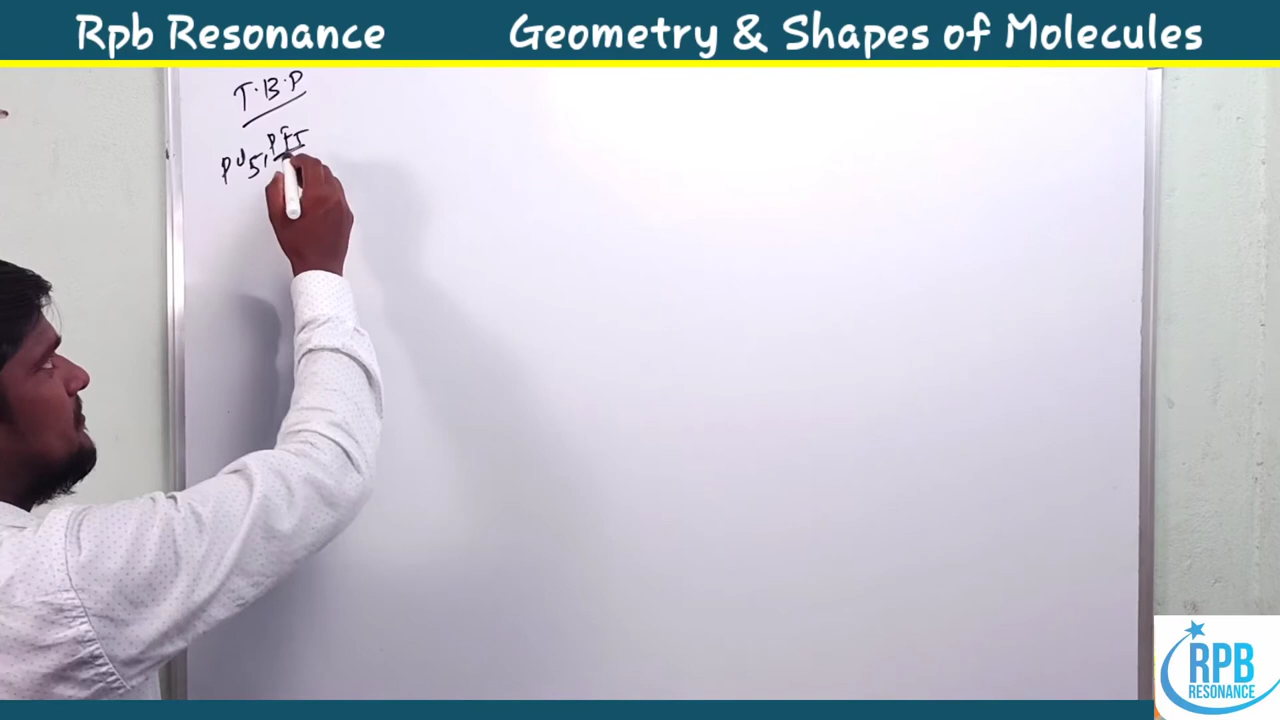 Rpb Resonance
Geometry & Shapes of Molecules
T.B.P
RPB
RESONANCE